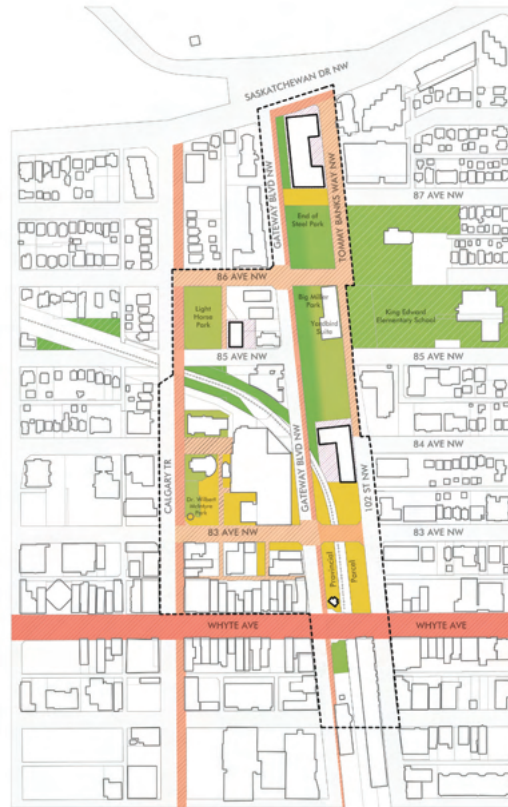 SASKATCHEWAN DR NW
GATEWAY BLVD NW
TOMMY BANKS WAY NW
87 AVE NW
End of
Steel Park
86 AVE NW
Light
Horse
Park
Big Miller
Park
Yardbird
Suite
King Edward
Elementary School
85 AVE NW
85 AVE NW
CALGARY TR
GATEWAY BLVD NW
102 ST NW
84 AVE NW
Dr. Wilbert
McIntyre
Park
83 AVE NW
83 AVE NW
Provincial
Parcel
WHYTE AVE
WHYTE AVE